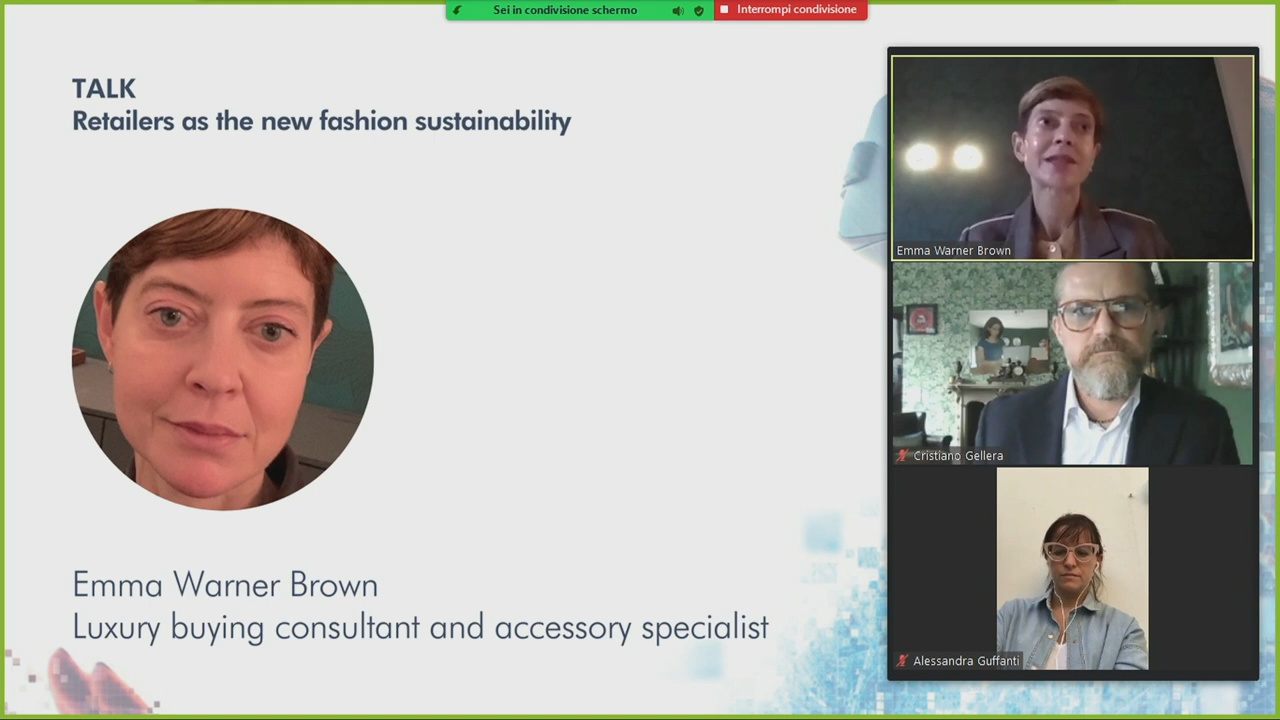 Sei in condivisione schermo
Interrompi condivisione
TALK
Retailers as the new fashion sustainability
Emma Warner Brown
Cristiano Gellera
Alessandra Guffanti
Emma Warner Brown
Luxury buying consultant and accessory specialist